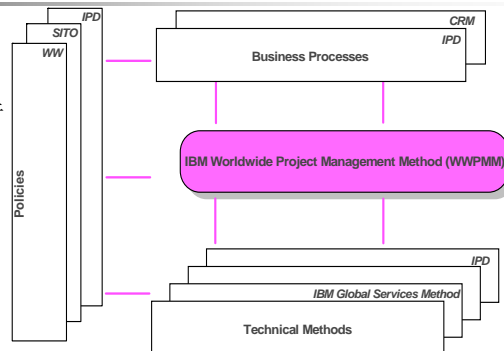 IPD
SITO
WW
Policies
CRM
IPD
Business Processes
IBM Worldwide Project Management Method (WWPMM)
IPD
IBM Global Services Method
Technical Methods